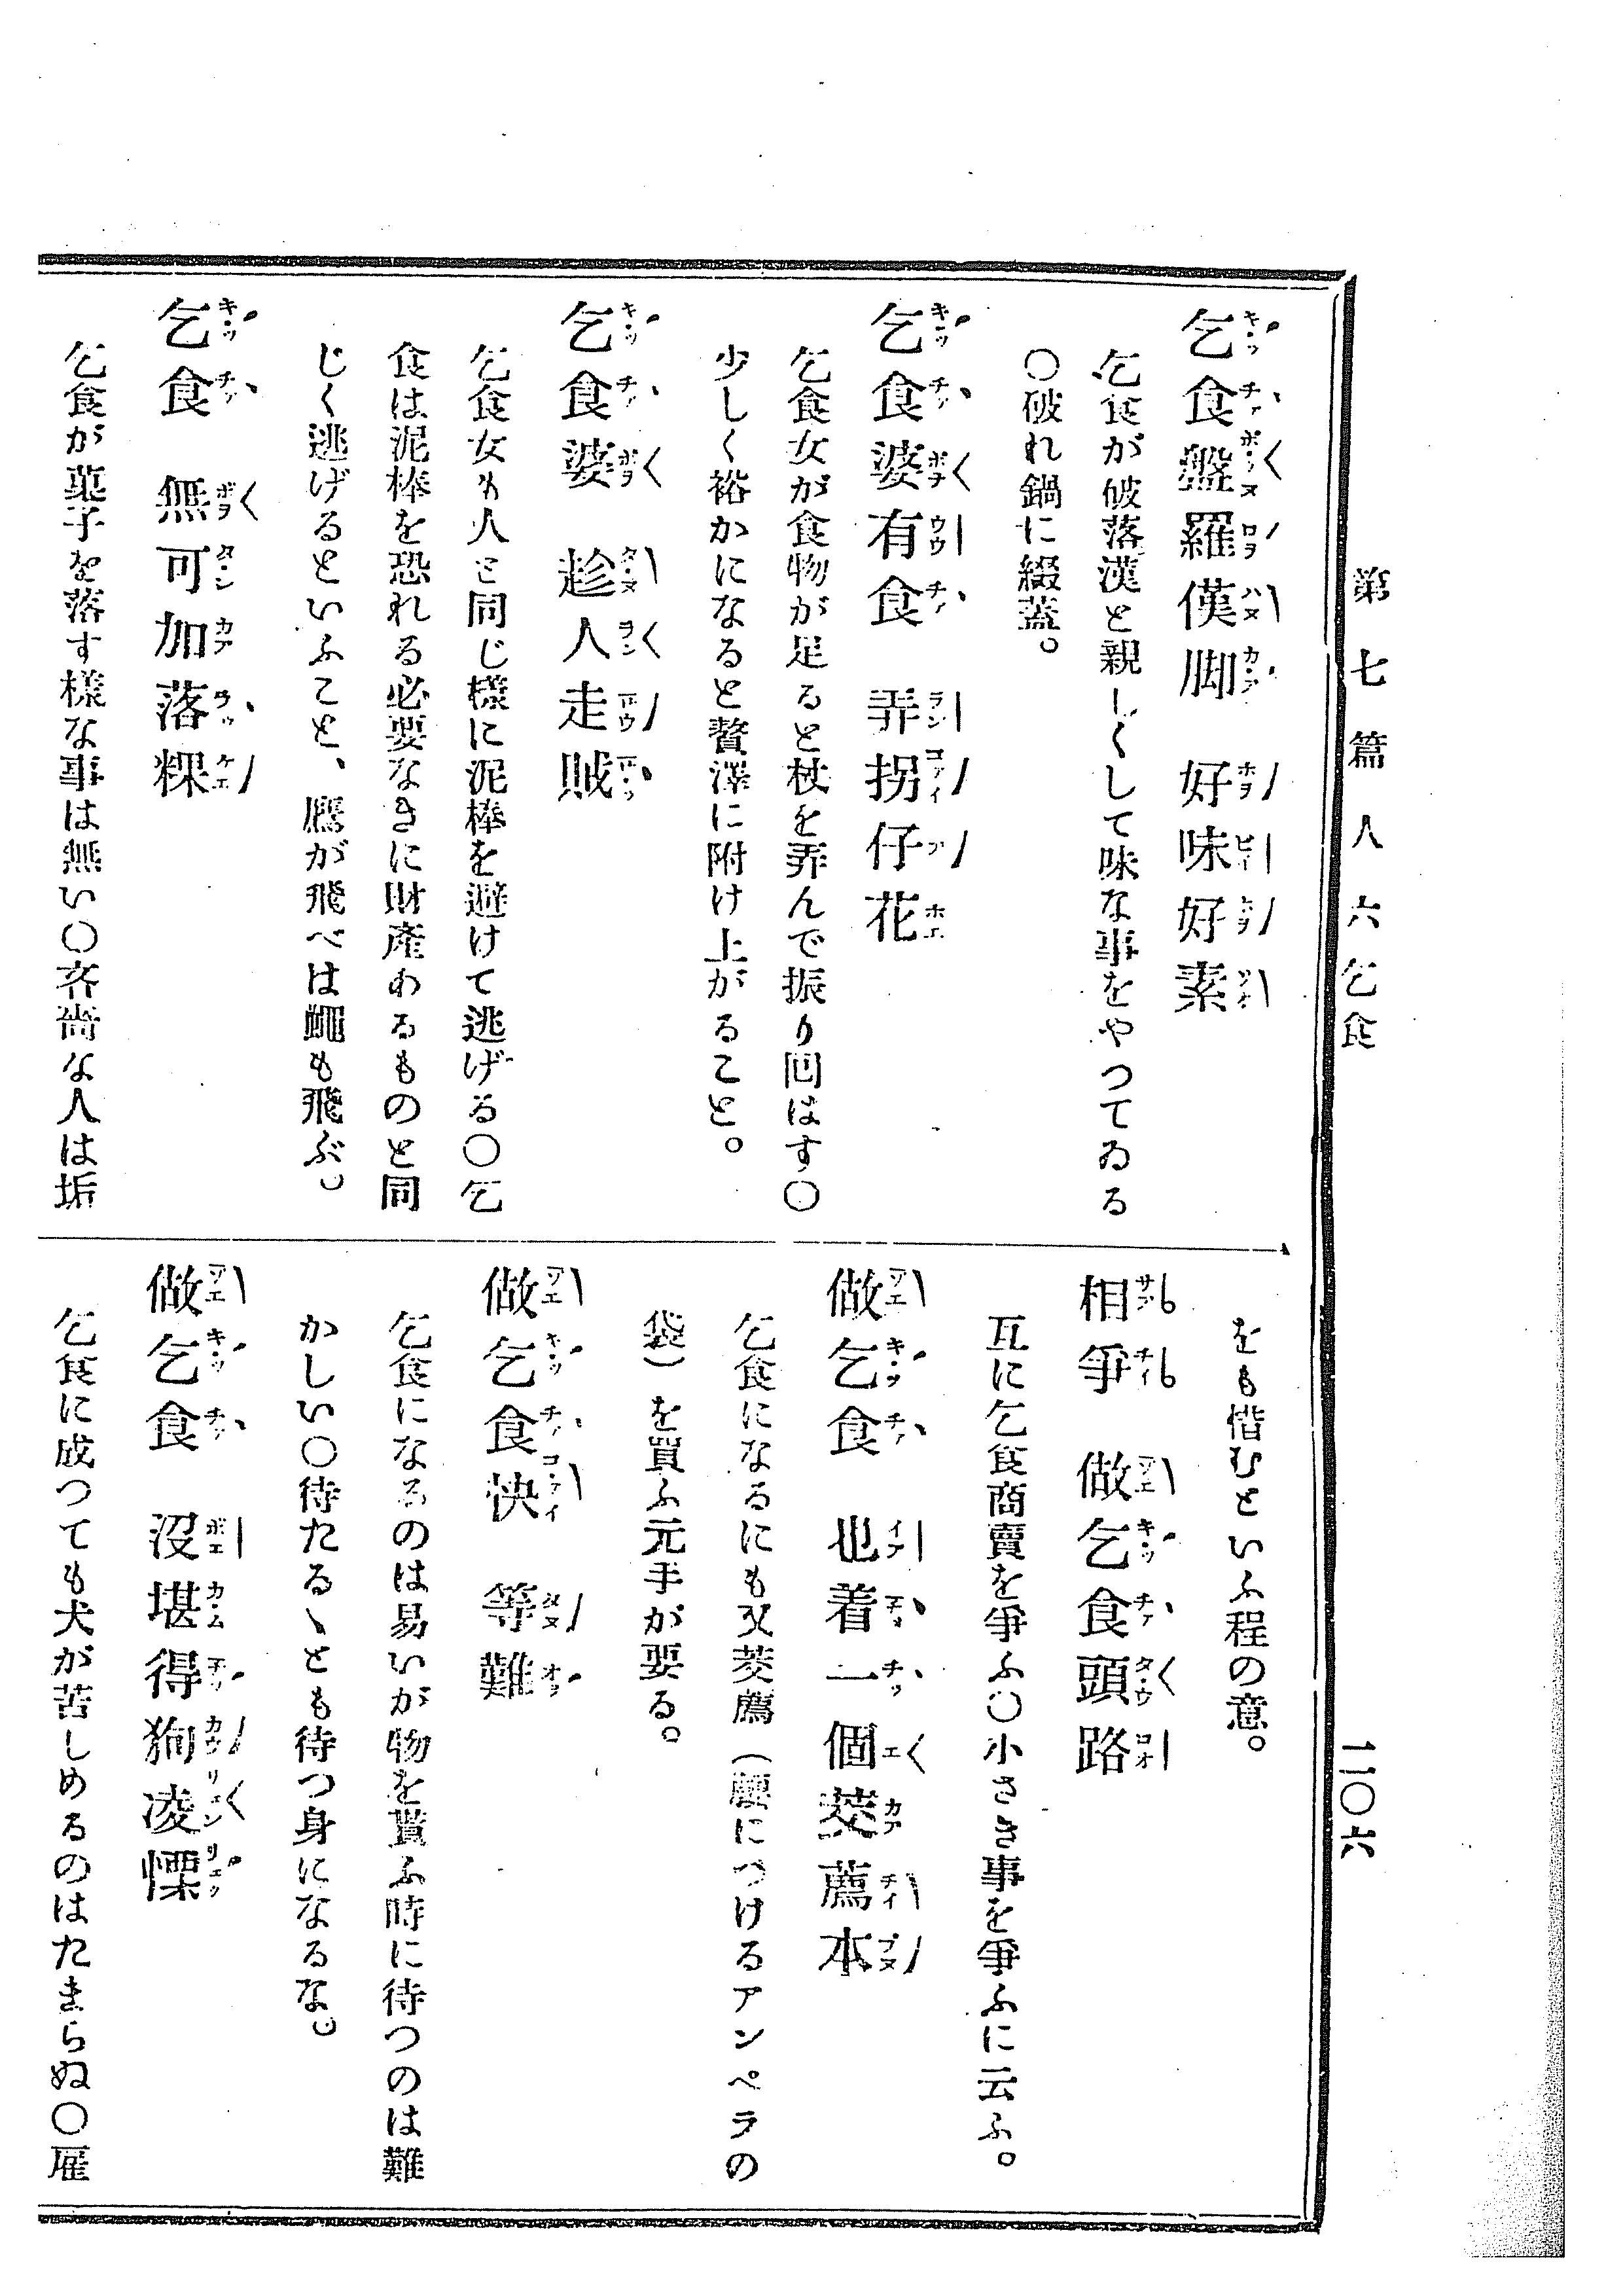 第七篇 人 六乞食
二〇六
乞食盤羅僕脚 好味好素
乞食が破落漢と親しくして味な事をやつてゐる
〇破れ鍋に綴蓋。
乞食婆有食 弄拐仔花
乞食女が食物が足ると杖を弄んで振り囘はす〇
少しく裕かになると贅澤に附け上がること。
乞食婆 趁人走賊
乞食女も人と同じ樣に泥棒を避けて逃げる〇乞
食は泥棒を恐れる必要なきに財產あるものと同
じく逃げるといふこと、鷹が飛べは蠅も飛ぶ。
乞食 無可加落粿
乞食が菓子を落す樣な事は無い〇吝嗇な人は垢
をも惜むといふ程の意。
相爭 做乞食頭路
互に乞食商賣を爭ふ〇小さき事を爭ふに云ふ。
做乞食 也着一個茭薦本
乞食になるにも又茭薦（腰につけるアンペラの
袋）を買ふ元手が要る。
做乞食快 等難
乞食になるのは易いが物を貰ふ時に待つのは難
かしい〇待たるゝとも待つ身になるな。
做乞食 沒堪得狗凌慄
乞食に成つても犬が苦しめるのはたまらぬ〇雇